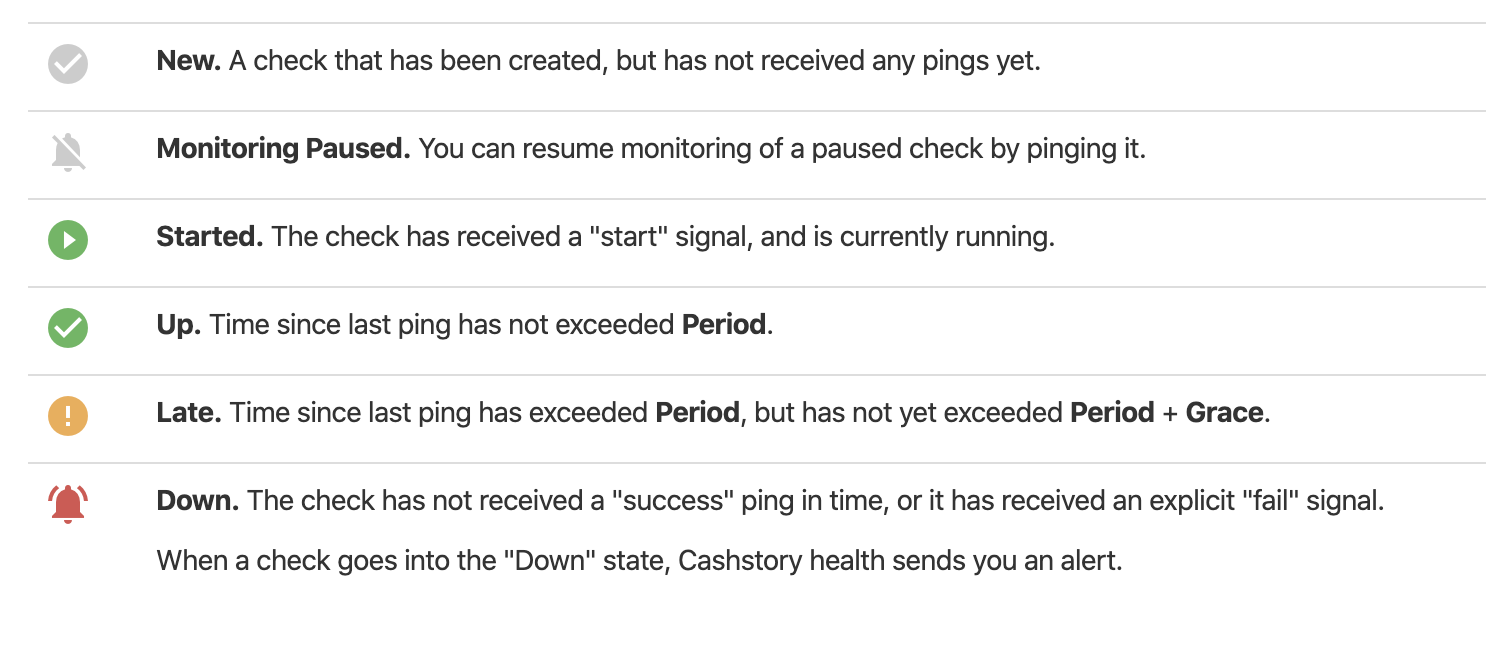 New. A check that has been created, but has not received any pings yet.
Monitoring Paused. You can resume monitoring of a paused check by pinging it.
Started. The check has received a "start" signal, and is currently running.
Up. Time since last ping has not exceeded Period.
Late. Time since last ping has exceeded Period, but has not yet exceeded Period + Grace.
Down. The check has not received a "success" ping in time, or it has received an explicit "fail" signal.
When a check goes into the "Down" state, Cashstory health sends you an alert.